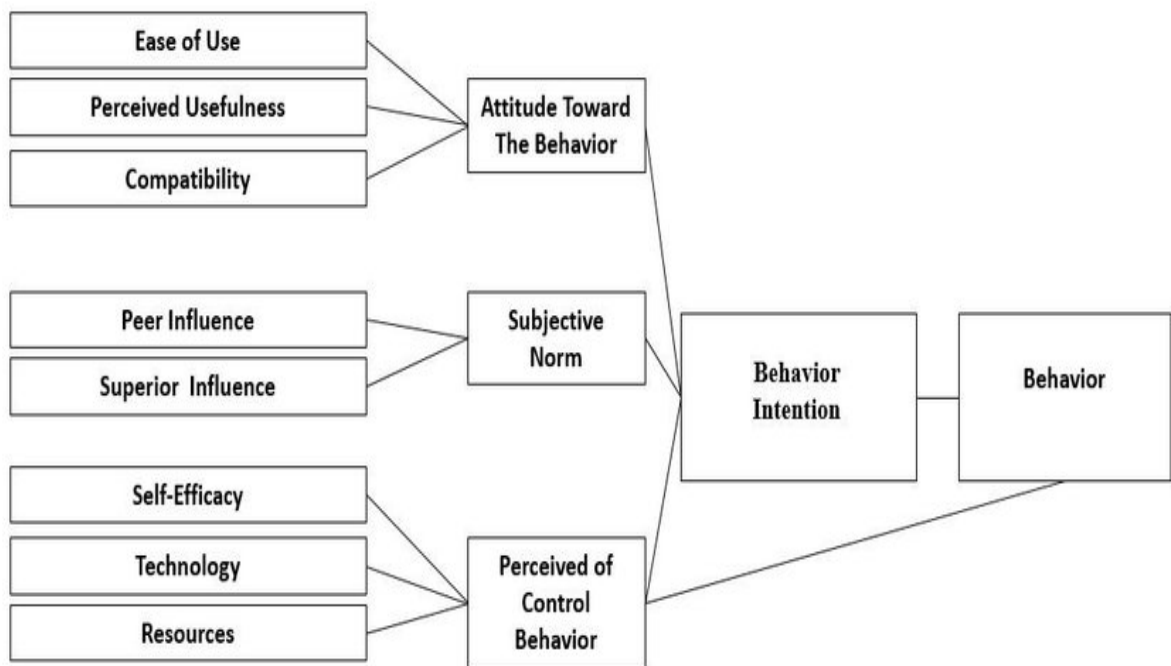 Ease of Use
Perceived Usefulness
Compatibility
Attitude Toward
The Behavior
Peer Influence
Superior Influence
Subjective
Norm
Self-Efficacy
Technology
Resources
Perceived of
Control
Behavior
Behavior
Intention
Behavior